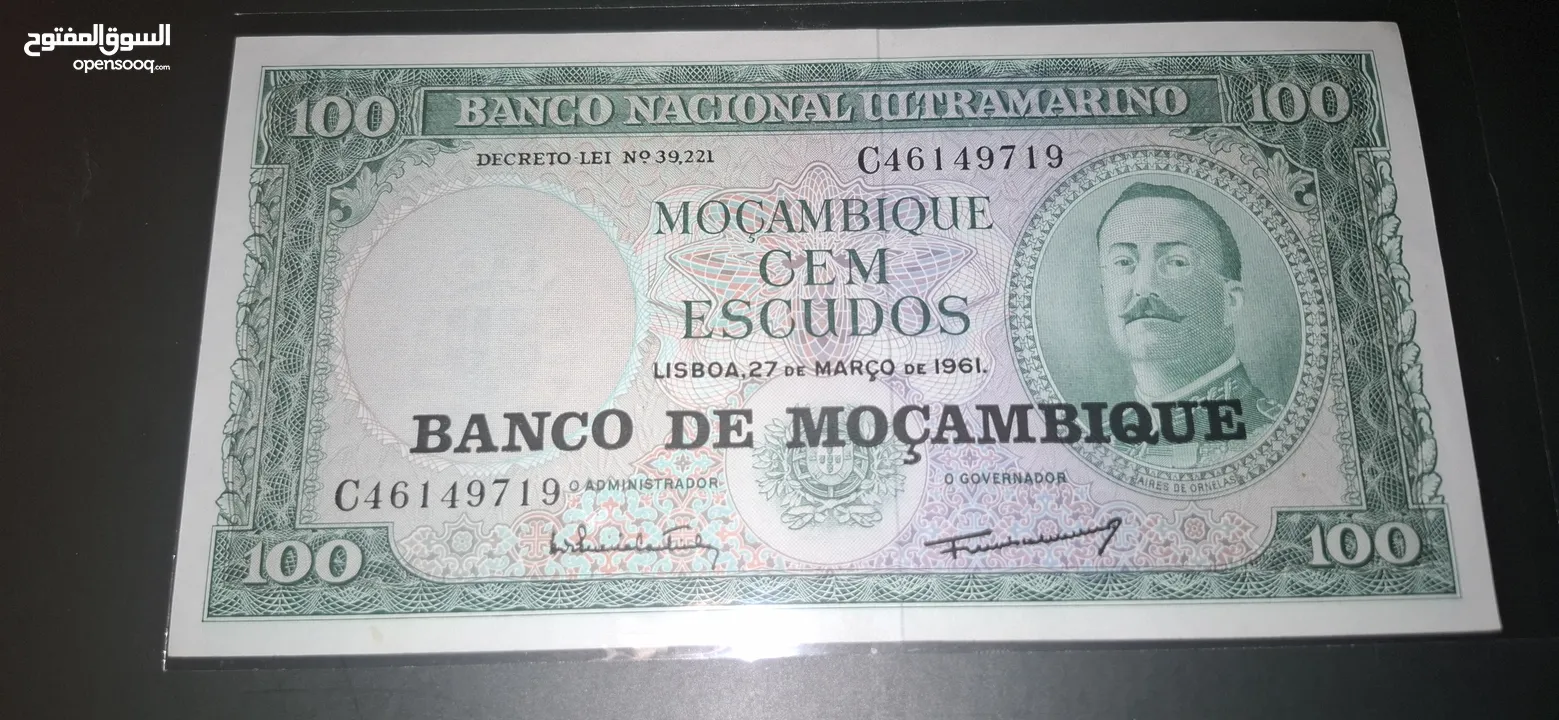 السوق المفتوح
opensooq.com
100 BANCO NACIONAL ULTRAMARINO 100
DECRETO-LEI Nº 39,221 C46149719
MOÇAMBIQUE
CEM
ESCUDOS
LISBOA, 27 DE MARÇO DE 1961.
BANCO DE MOÇAMBIQUE
C46149719 O ADMINISTRADOR O GOVERNADOR AIRES DE ORNELAS
100 100